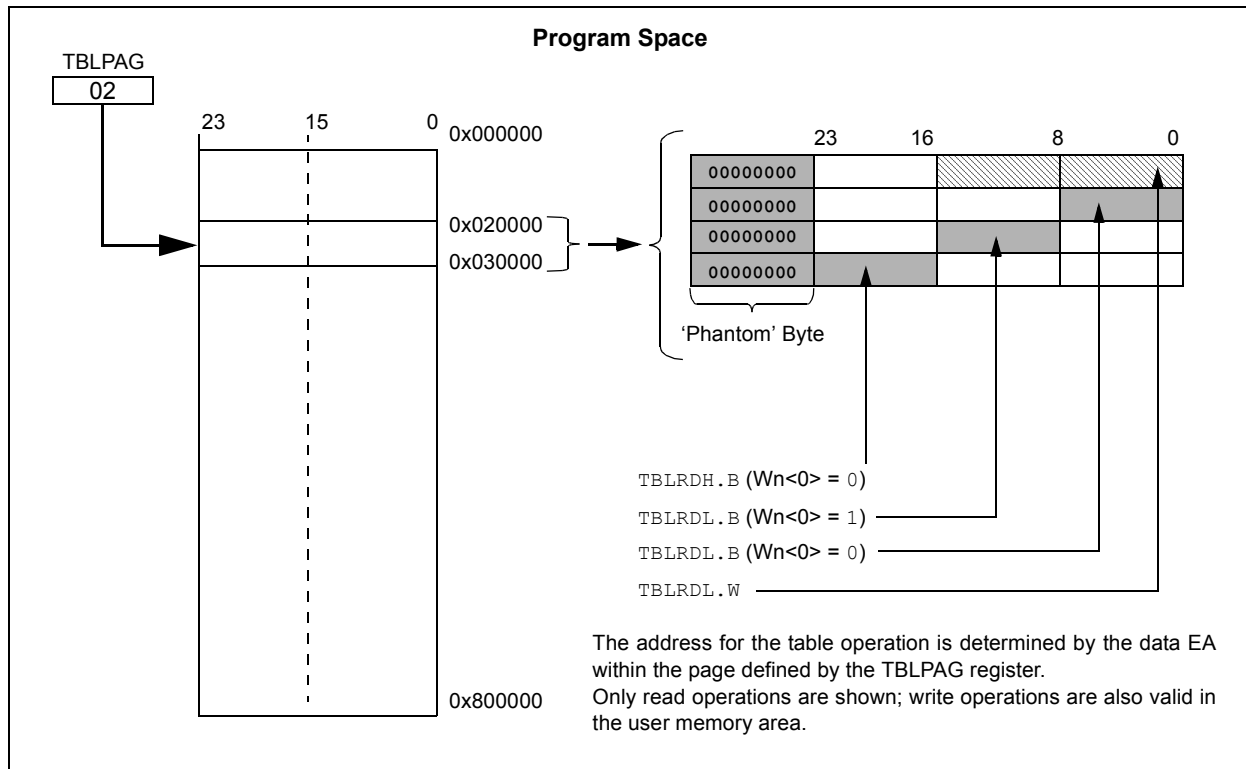 Program Space
TBLPAG
02
23 15 0
0x000000
0x020000
0x030000
0x800000
23 16 8 0
00000000
00000000
00000000
00000000
‘Phantom’ Byte
TBLRDH.B (Wn<0> = 0)
TBLRDL.B (Wn<0> = 1)
TBLRDL.B (Wn<0> = 0)
TBLRDL.W
The address for the table operation is determined by the data EA
within the page defined by the TBLPAG register.
Only read operations are shown; write operations are also valid in
the user memory area.